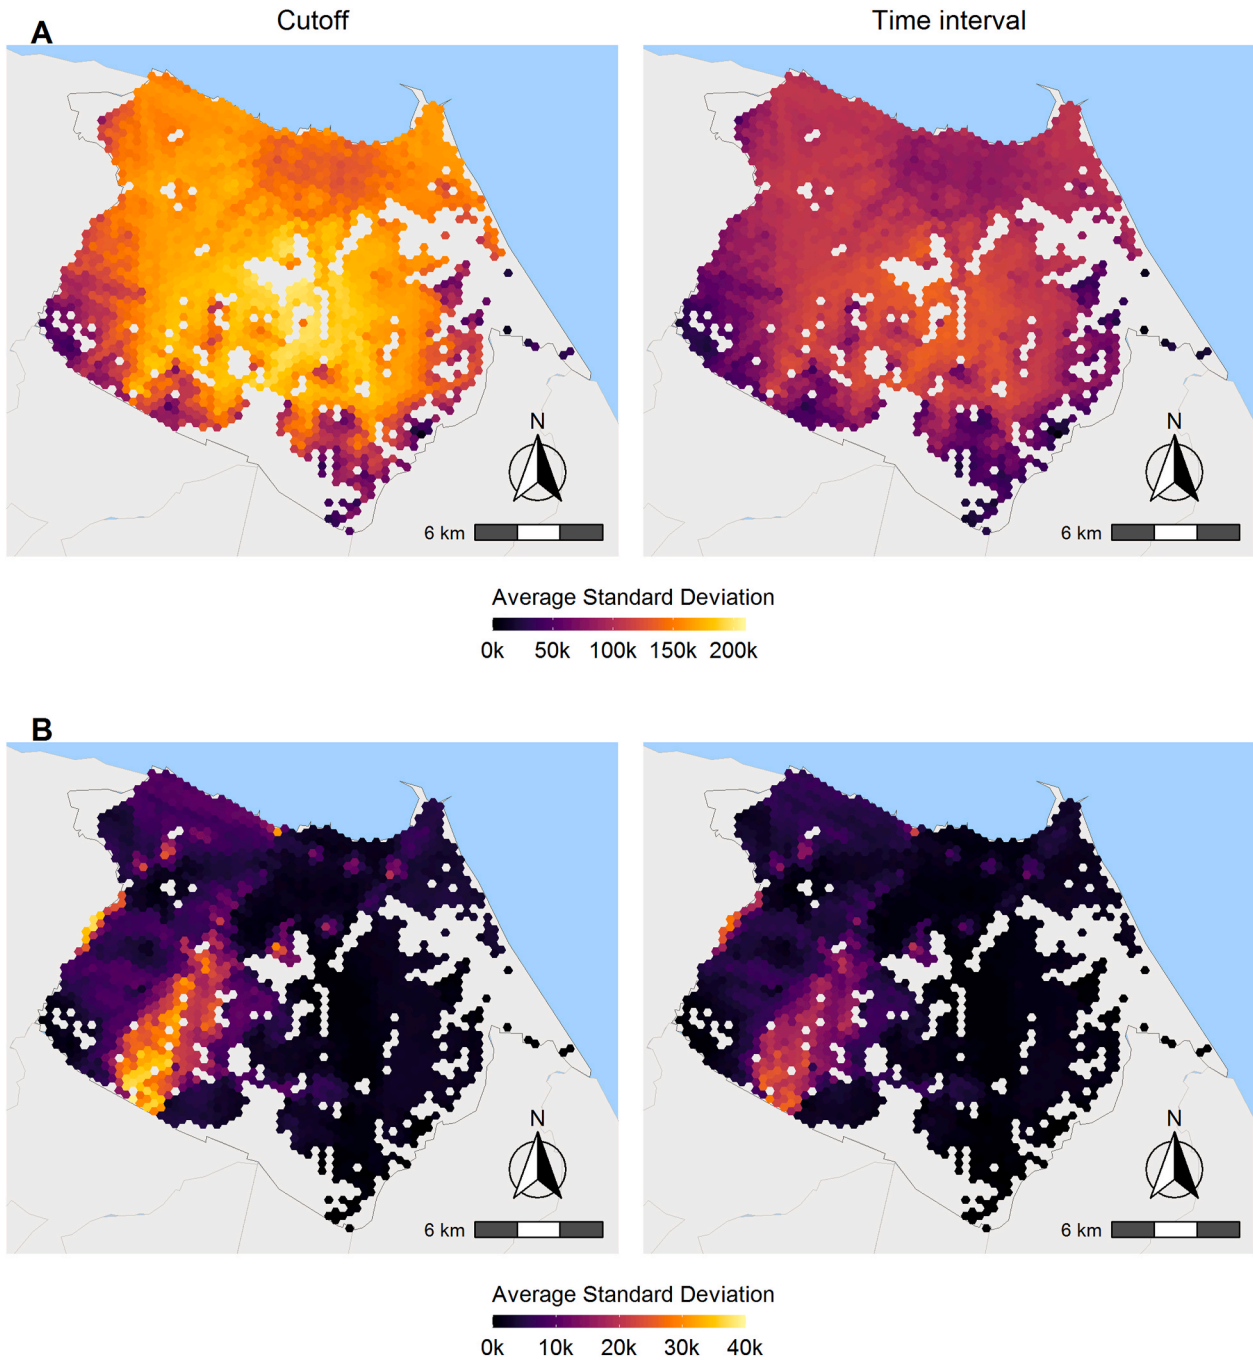 A
Cutoff
Time interval
N
6 km
N
6 km
Average Standard Deviation
0k 50k 100k 150k 200k
B
N
6 km
N
6 km
Average Standard Deviation
0k 10k 20k 30k 40k